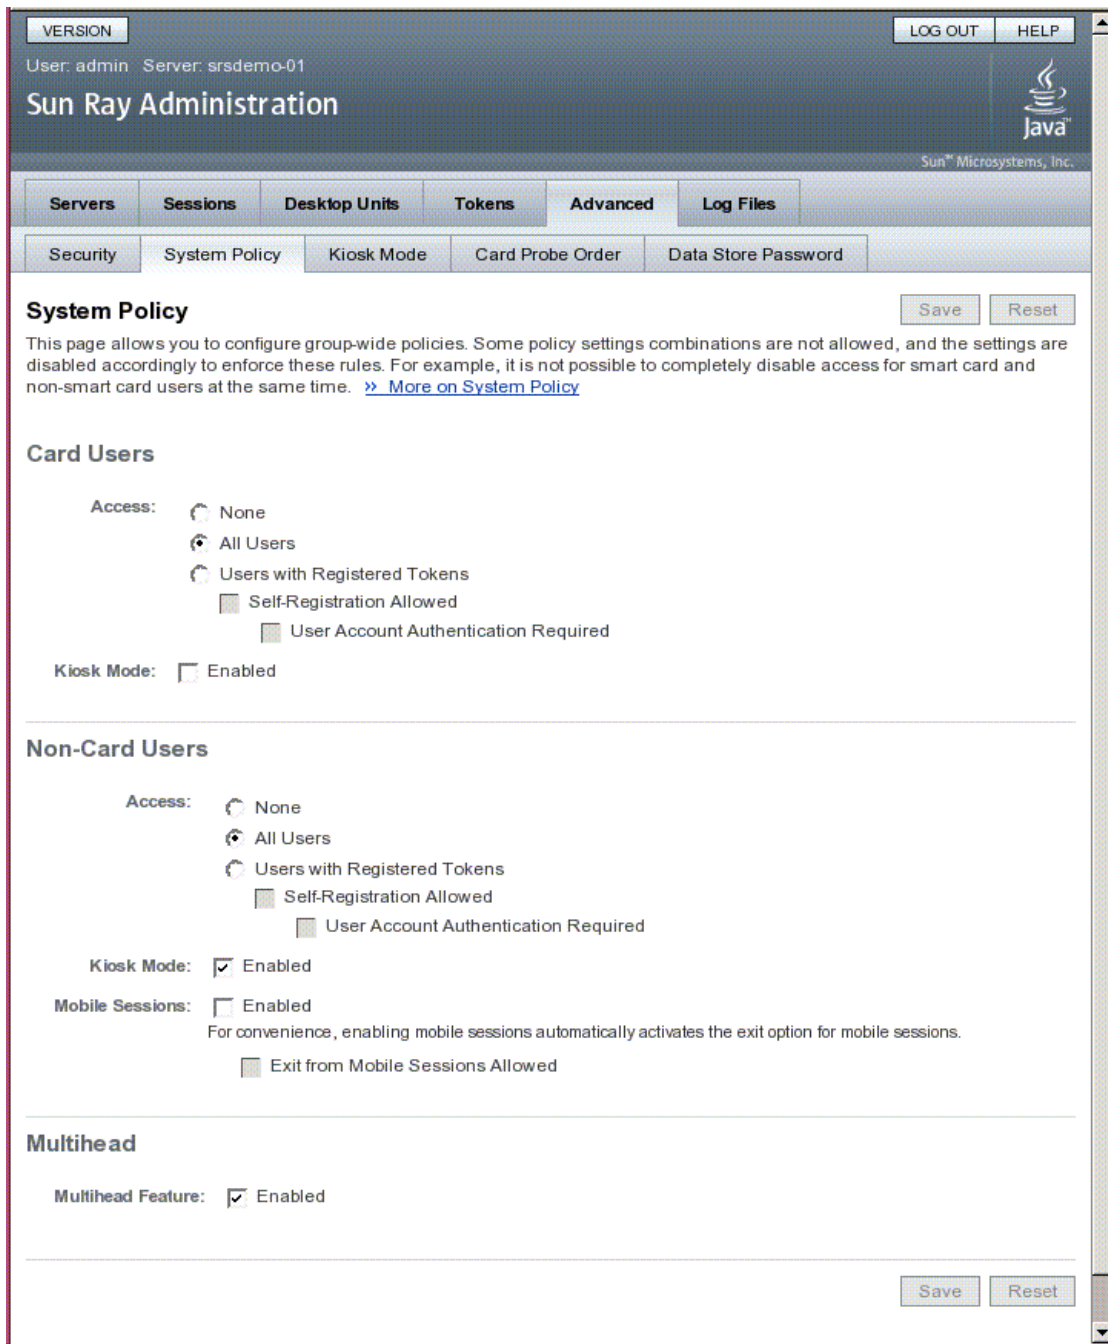 VERSION
LOG OUT HELP
User: admin Server: srsdemo-01
Sun Ray Administration
Java™
Sun™ Microsystems, Inc.
Servers Sessions Desktop Units Tokens Advanced Log Files
Security System Policy Kiosk Mode Card Probe Order Data Store Password
System Policy
Save Reset
This page allows you to configure group-wide policies. Some policy settings combinations are not allowed, and the settings are
disabled accordingly to enforce these rules. For example, it is not possible to completely disable access for smart card and
non-smart card users at the same time. >> More on System Policy
Card Users
Access: None
All Users
Users with Registered Tokens
Self-Registration Allowed
User Account Authentication Required
Kiosk Mode: Enabled
Non-Card Users
Access: None
All Users
Users with Registered Tokens
Self-Registration Allowed
User Account Authentication Required
Kiosk Mode: Enabled
Mobile Sessions: Enabled
For convenience, enabling mobile sessions automatically activates the exit option for mobile sessions.
Exit from Mobile Sessions Allowed
Multihead
Multihead Feature: Enabled
Save Reset